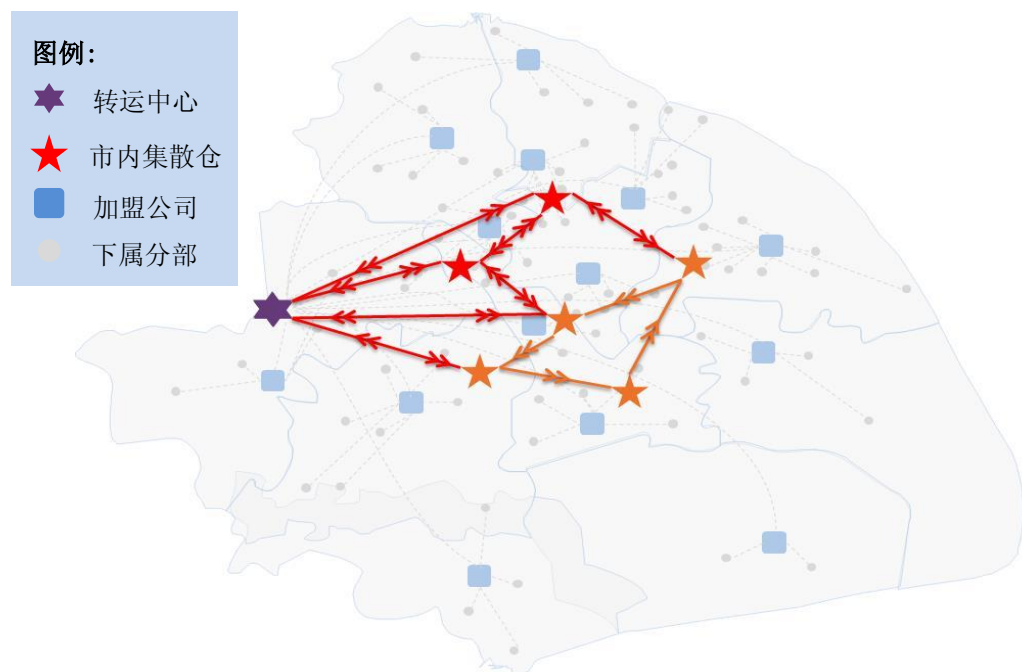 图例：
转运中心
市内集散仓
加盟公司
下属分部